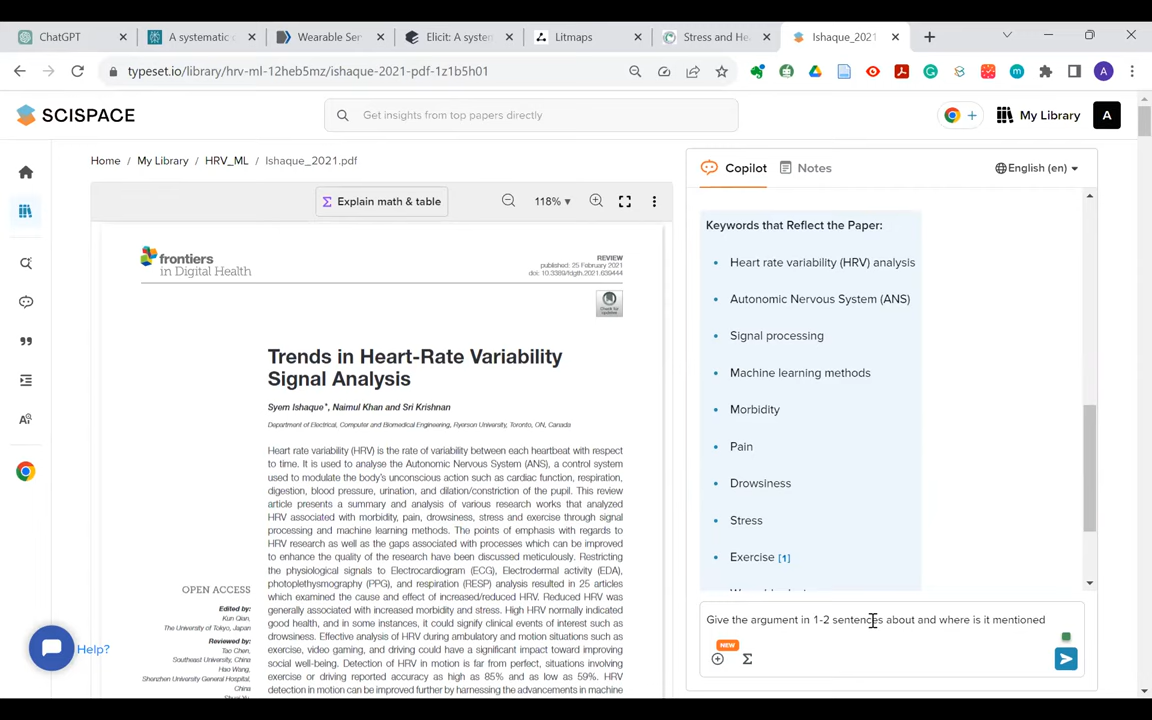 ChatGPT
A systematic
Wearable Ser
Elicit: A system
Litmaps
Stress and Hea
Ishaque_2021
typeset.io/library/hrv-ml-12heb5mz/ishaque-2021-pdf-1z1b5h01
A
SCISPACE
Get insights from top papers directly
My Library
A
Home / My Library / HRV_ML / Ishaque_2021.pdf
Explain math & table
118%
frontiers
in Digital Health
REVIEW
published: 25 February 2021
doi: 10.3389/fdgth.2021.639444
Check for
updates
Trends in Heart-Rate Variability
Signal Analysis
Syem Ishaque*, Naimul Khan and Sri Krishnan
Department of Electrical, Computer and Biomedical Engineering, Ryerson University, Toronto, ON, Canada
Heart rate variability (HRV) is the rate of variability between each heartbeat with respect
to time. It is used to analyse the Autonomic Nervous System (ANS), a control system
used to modulate the body's unconscious action such as cardiac function, respiration,
digestion, blood pressure, urination, and dilation/constriction of the pupil. This review
article presents a summary and analysis of various research works that analyzed
HRV associated with morbidity, pain, drowsiness, stress and exercise through signal
processing and machine learning methods. The points of emphasis with regards to
HRV research as well as the gaps associated with processes which can be improved
to enhance the quality of the research have been discussed meticulously. Restricting
the physiological signals to Electrocardiogram (ECG), Electrodermal activity (EDA),
photoplethysmography (PPG), and respiration (RESP) analysis resulted in 25 articles
which examined the cause and effect of increased/reduced HRV. Reduced HRV was
generally associated with increased morbidity and stress. High HRV normally indicated
good health, and in some instances, it could signify clinical events of interest such as
drowsiness. Effective analysis of HRV during ambulatory and motion situations such as
exercise, video gaming, and driving could have a significant impact toward improving
social well-being. Detection of HRV in motion is far from perfect, situations involving
exercise or driving reported accuracy as high as 85% and as low as 59%. HRV
detection in motion can be improved further by harnessing the advancements in machine
OPEN ACCESS
Edited by:
Kun Qian,
The University of Tokyo, Japan
Reviewed by:
Tao Chen,
Southeast University, China
Hao Wang,
Shenzhen University General Hospital,
China
Help?
Copilot
Notes
English (en)
Keywords that Reflect the Paper:
Heart rate variability (HRV) analysis
Autonomic Nervous System (ANS)
Signal processing
Machine learning methods
Morbidity
Pain
Drowsiness
Stress
Exercise [1]
Give the argument in 1-2 sentences about and where is it mentioned
NEW